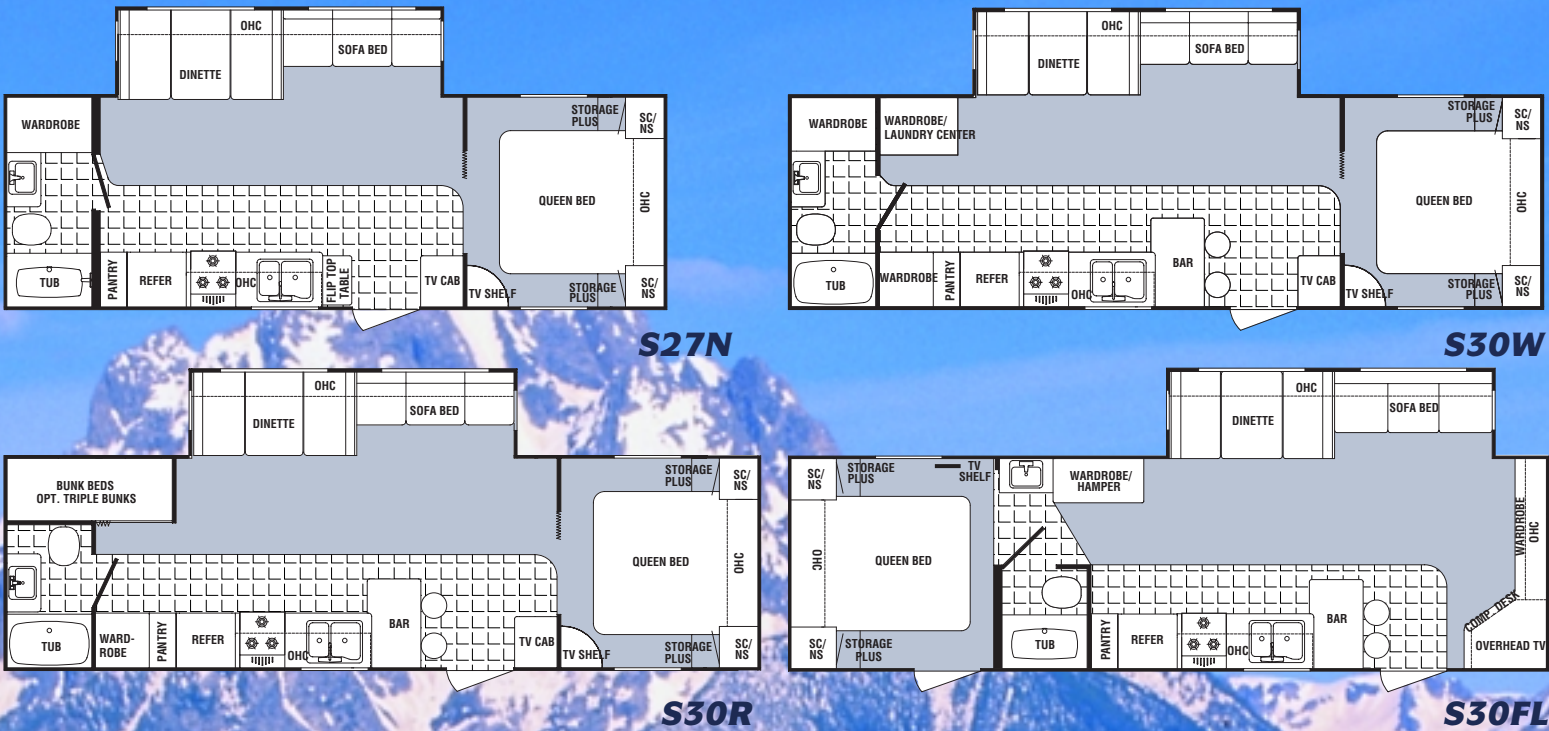 OHC
SOFA BED
DINETTE
WARDROBE
STORAGE
PLUS
SC/
NS
QUEEN BED
OHC
TUB
PANTRY
REFER
OHC
FLIP TOP
TABLE
TV CAB
TV SHELF
STORAGE
PLUS
SC/
NS
S27N
OHC
SOFA BED
DINETTE
WARDROBE
WARDROBE/
LAUNDRY CENTER
STORAGE
PLUS
SC/
NS
QUEEN BED
OHC
TUB
WARDROBE
PANTRY
REFER
OHC
BAR
TV CAB
TV SHELF
STORAGE
PLUS
SC/
NS
S30W
OHC
SOFA BED
DINETTE
BUNK BEDS
OPT. TRIPLE BUNKS
STORAGE
PLUS
SC/
NS
QUEEN BED
OHC
TUB
WARD-
ROBE
PANTRY
REFER
OHC
BAR
TV CAB
TV SHELF
STORAGE
PLUS
SC/
NS
S30R
OHC
SOFA BED
DINETTE
SC/
NS
STORAGE
PLUS
TV
SHELF
WARDROBE/
HAMPER
WARDROBE
OHC
OHC
QUEEN BED
SC/
NS
STORAGE
PLUS
TUB
PANTRY
REFER
OHC
BAR
COMP. DESK
OVERHEAD TV
S30FL